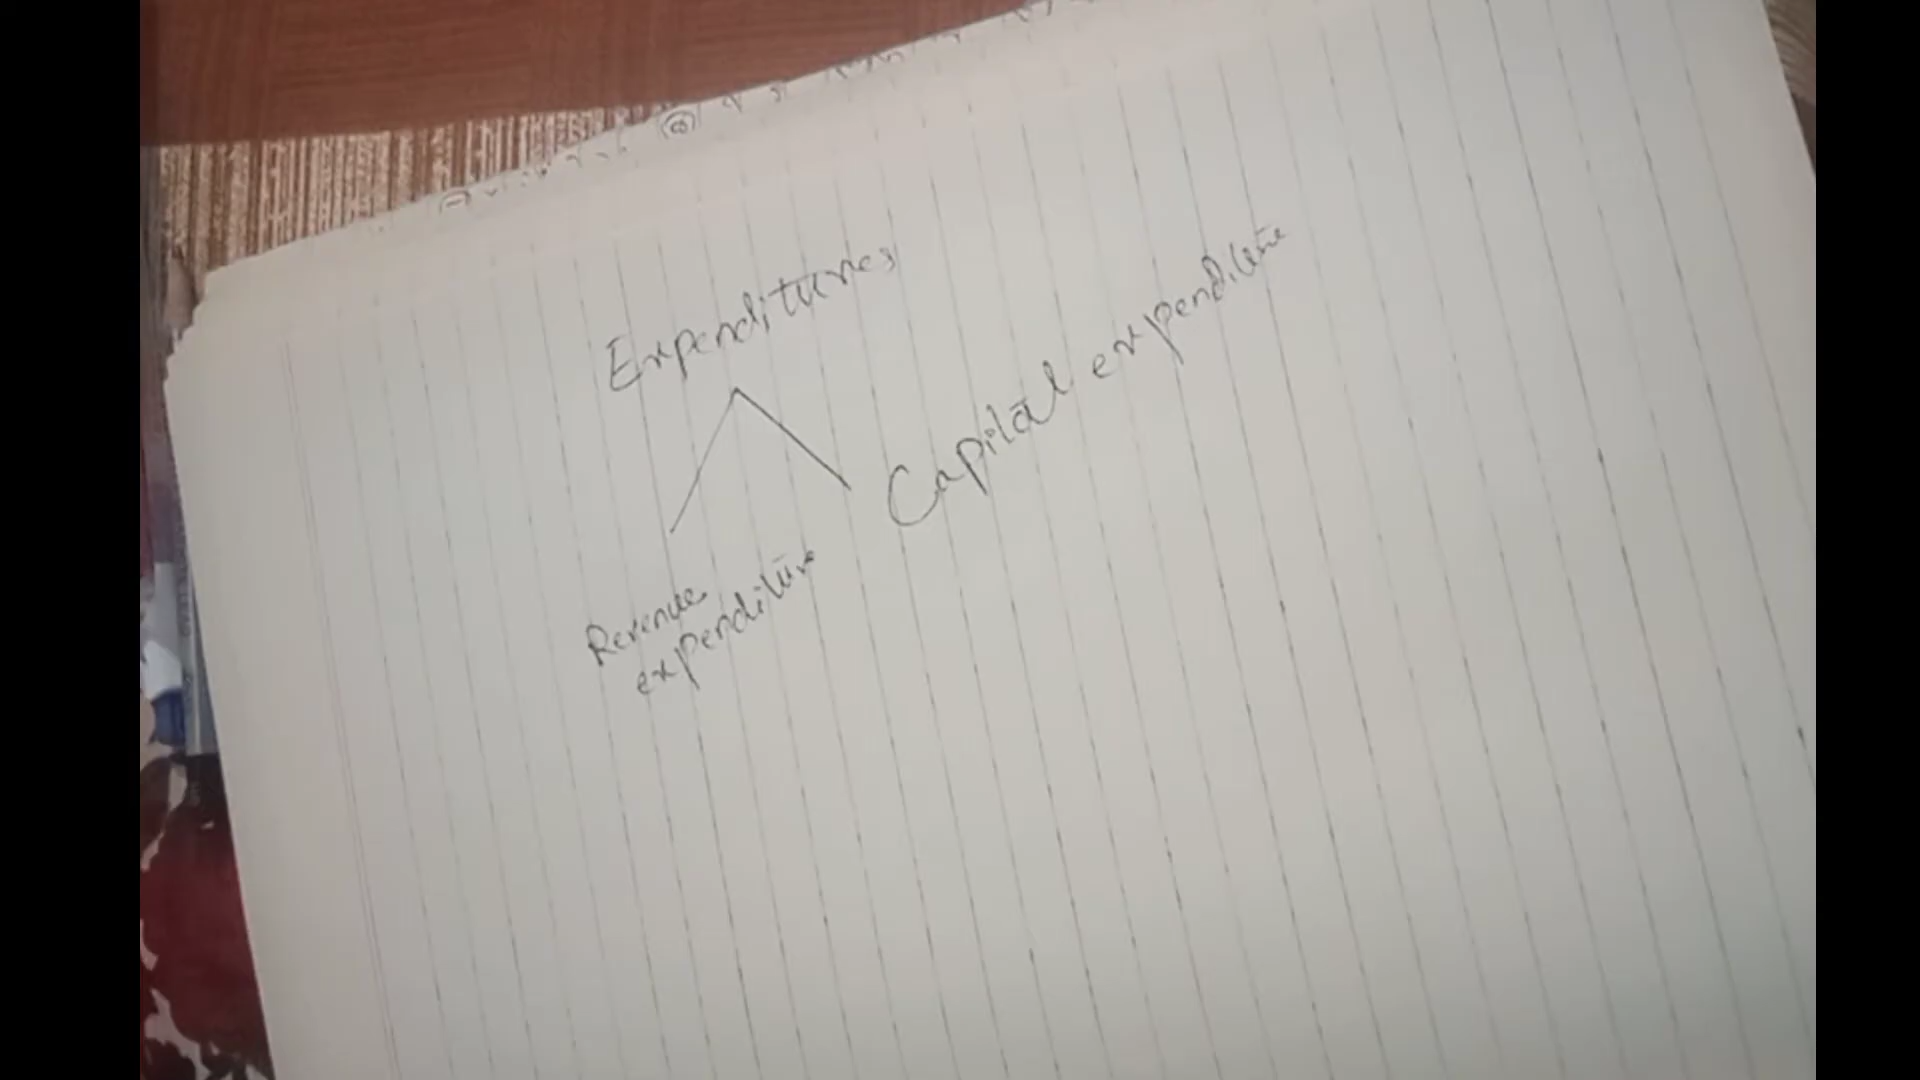 Expenditures
Capital expenditure
Revenue
expenditure